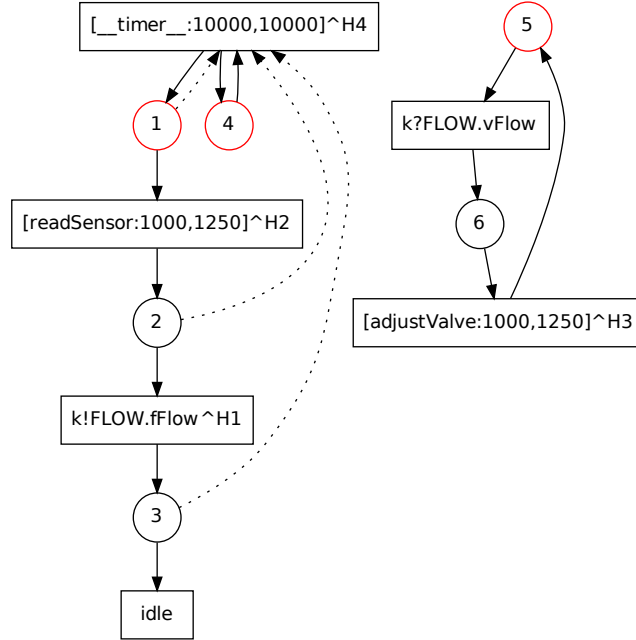 [__timer__:10000,10000]^H4
1
4
[readSensor:1000,1250]^H2
2
k!FLOW.fFlow^H1
3
idle
5
k?FLOW.vFlow
6
[adjustValve:1000,1250]^H3